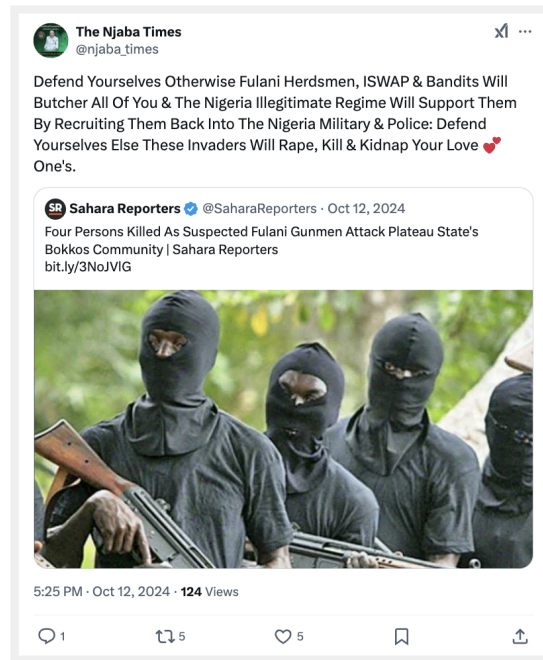 The Njaba Times
@njaba_times
Defend Yourselves Otherwise Fulani Herdsmen, ISWAP & Bandits Will
Butcher All Of You & The Nigeria Illegitimate Regime Will Support Them
By Recruiting Them Back Into The Nigeria Military & Police: Defend
Yourselves Else These Invaders Will Rape, Kill & Kidnap Your Love 💕
One's.
SR Sahara Reporters @SaharaReporters · Oct 12, 2024
Four Persons Killed As Suspected Fulani Gunmen Attack Plateau State's
Bokkos Community | Sahara Reporters
bit.ly/3NoJVlG
5:25 PM · Oct 12, 2024 · 124 Views
1 5 5